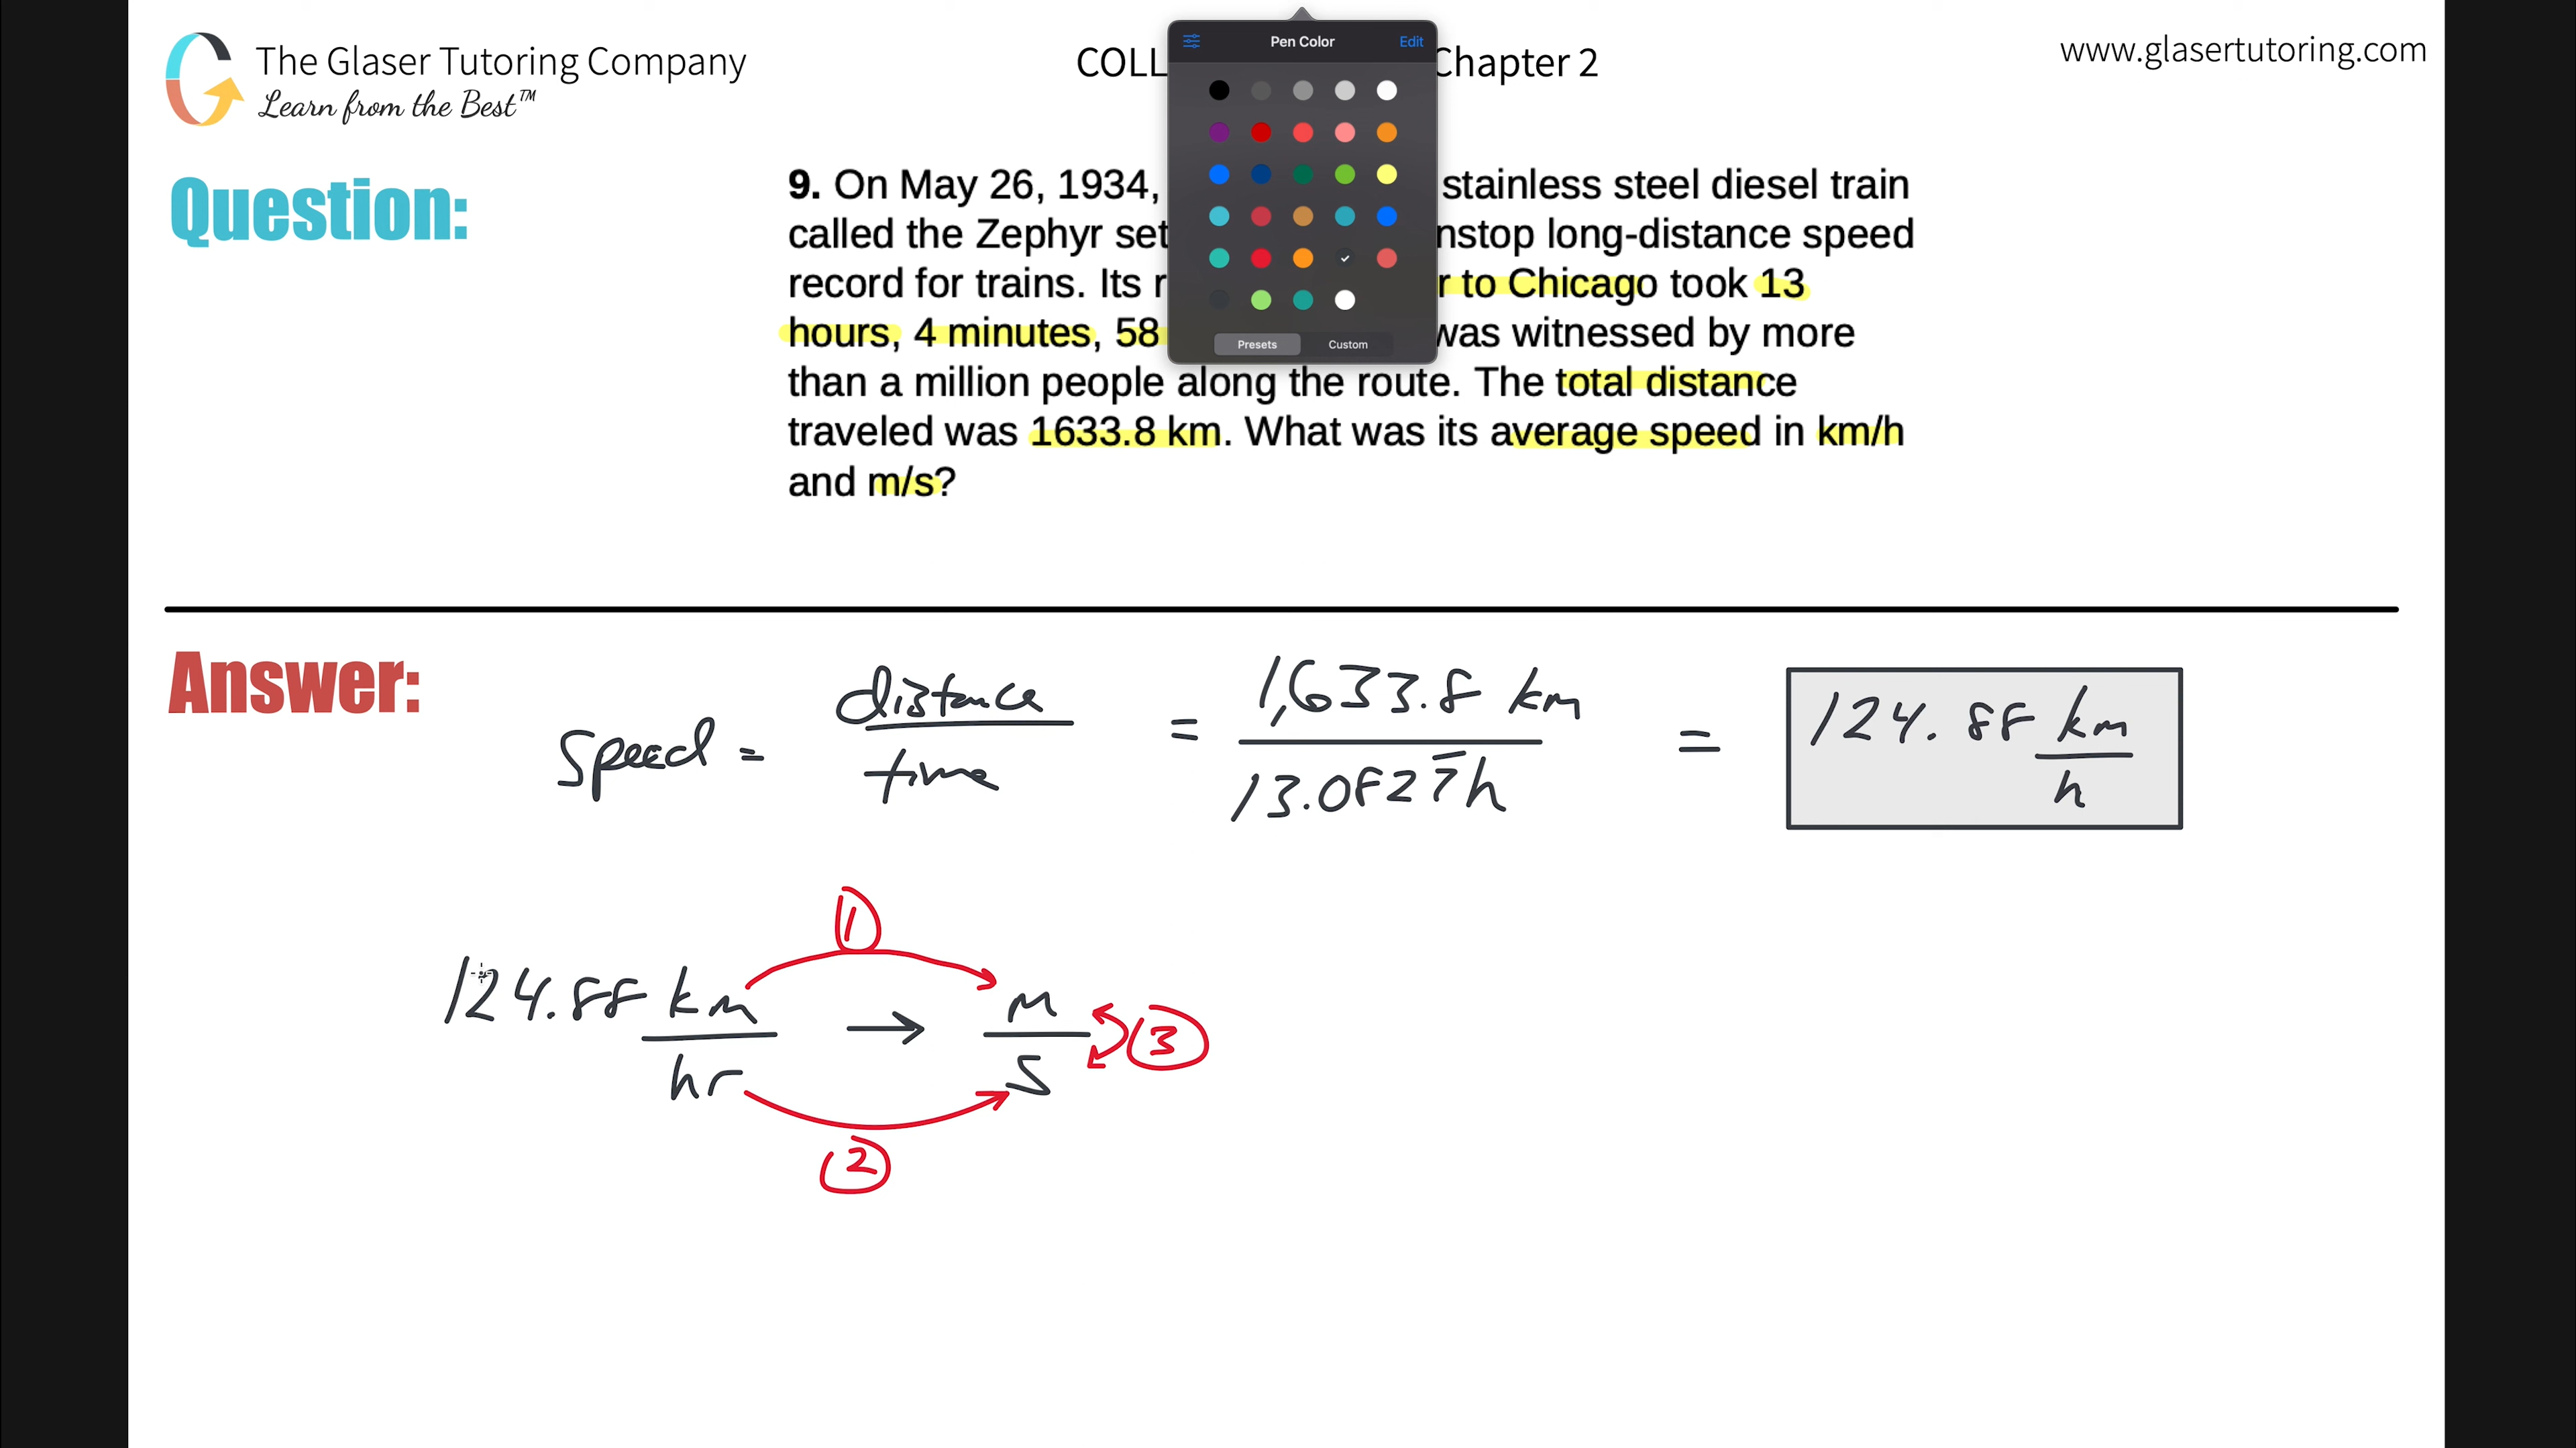 The Glaser Tutoring Company
Learn from the Best™
COLL
Chapter 2
www.glasertutoring.com
Pen Color
Edit
Presets
Custom
Question:
9. On May 26, 1934, stainless steel diesel train
called the Zephyr set nstop long-distance speed
record for trains. Its r to Chicago took 13
hours, 4 minutes, 58 was witnessed by more
than a million people along the route. The total distance
traveled was 1633.8 km. What was its average speed in km/h
and m/s?
Answer:
speed = distance / time = 1,633.8 km / 13.0827̅ h = 124.88 km / h
1
124.88 km / hr → m / s
3
2